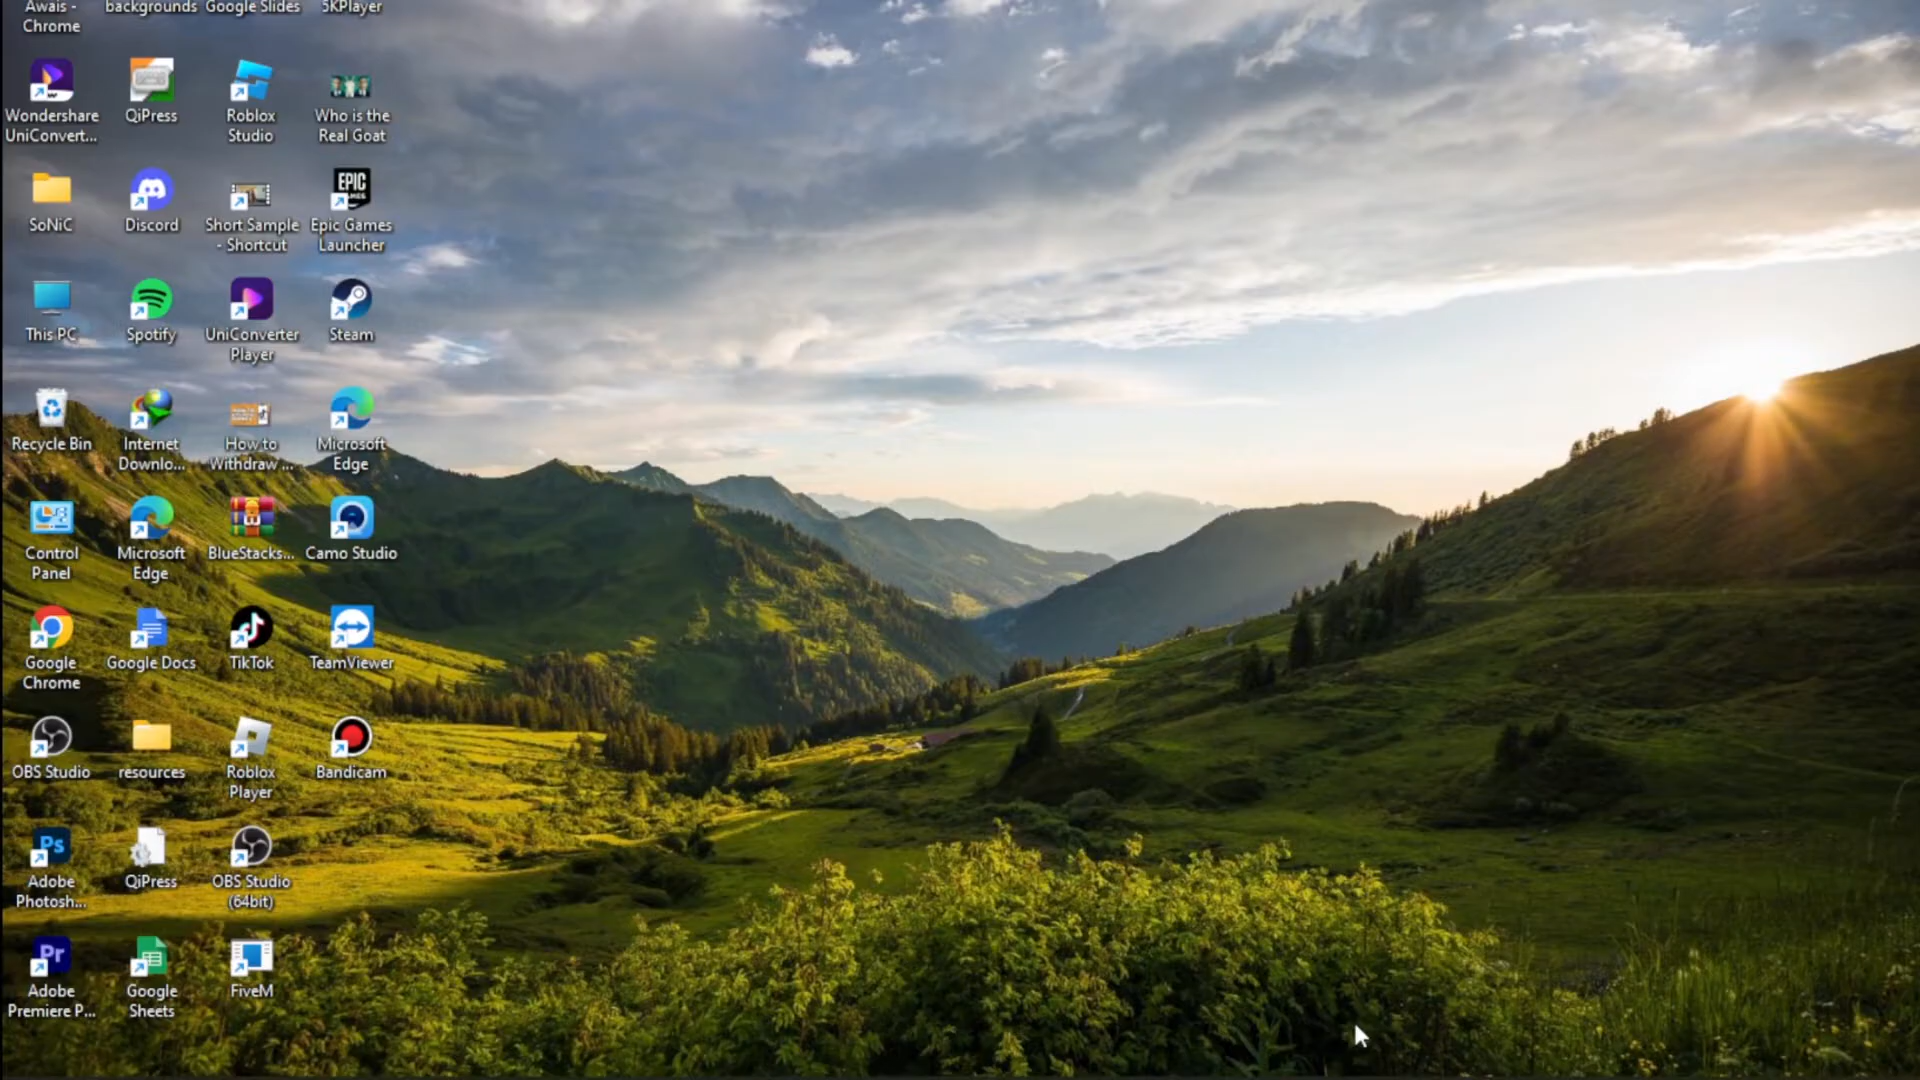 Awais -
Chrome
backgrounds
Google Slides
5KPlayer
Wondershare
UniConvert...
QiPress
Roblox
Studio
Who is the
Real Goat
SoNiC
Discord
Short Sample
- Shortcut
EPIC
Epic Games
Launcher
This PC
Spotify
UniConverter
Player
Steam
Recycle Bin
Internet
Downlo...
How to
Withdraw ...
Microsoft
Edge
Control
Panel
Microsoft
Edge
BlueStacks...
Camo Studio
Google
Chrome
Google Docs
TikTok
TeamViewer
OBS Studio
resources
Roblox
Player
Bandicam
Ps
Adobe
Photosh...
QiPress
OBS Studio
(64bit)
Pr
Adobe
Premiere P...
Google
Sheets
FiveM